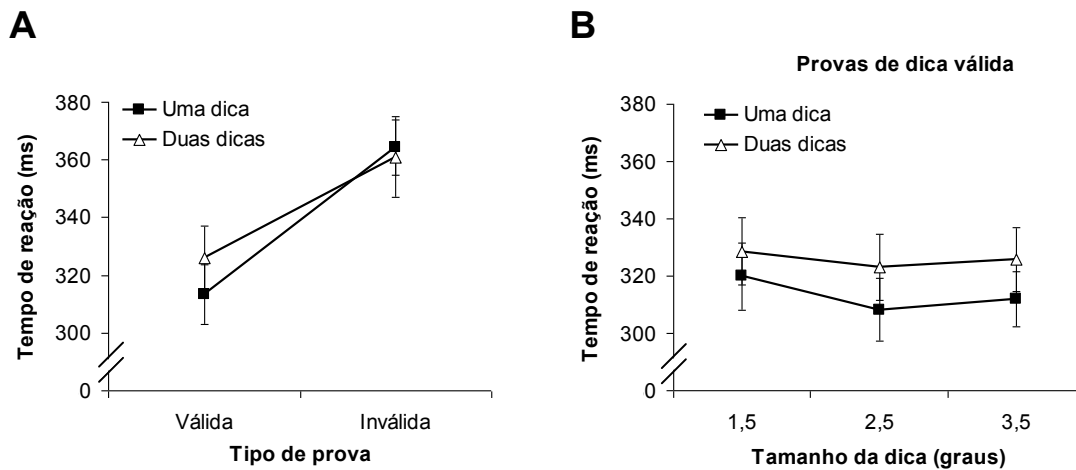 A
Tempo de reação (ms)
380
360
340
320
300
0
Uma dica
Duas dicas
Válida
Inválida
Tipo de prova
B
Provas de dica válida
Tempo de reação (ms)
380
360
340
320
300
0
Uma dica
Duas dicas
1,5
2,5
3,5
Tamanho da dica (graus)